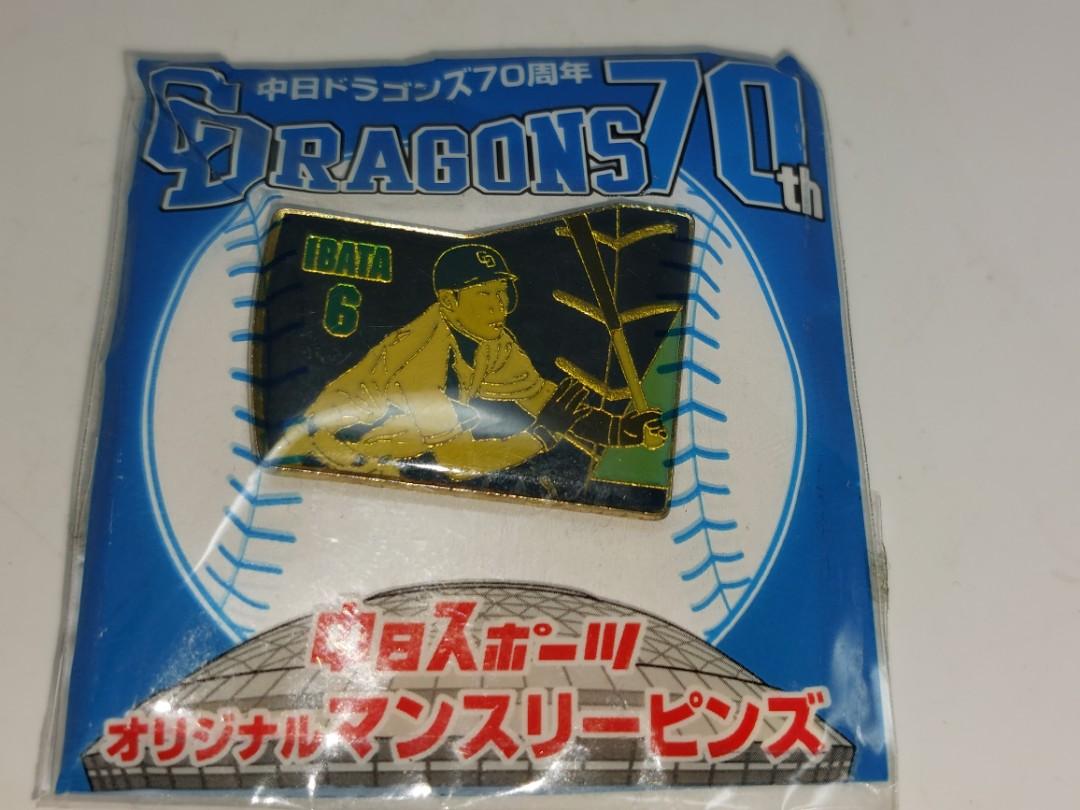 中日ドラゴンズ70周年
DRAGONS 70th
IBATA
6
CD
中日スポーツ
オリジナルマンスリーピンズ